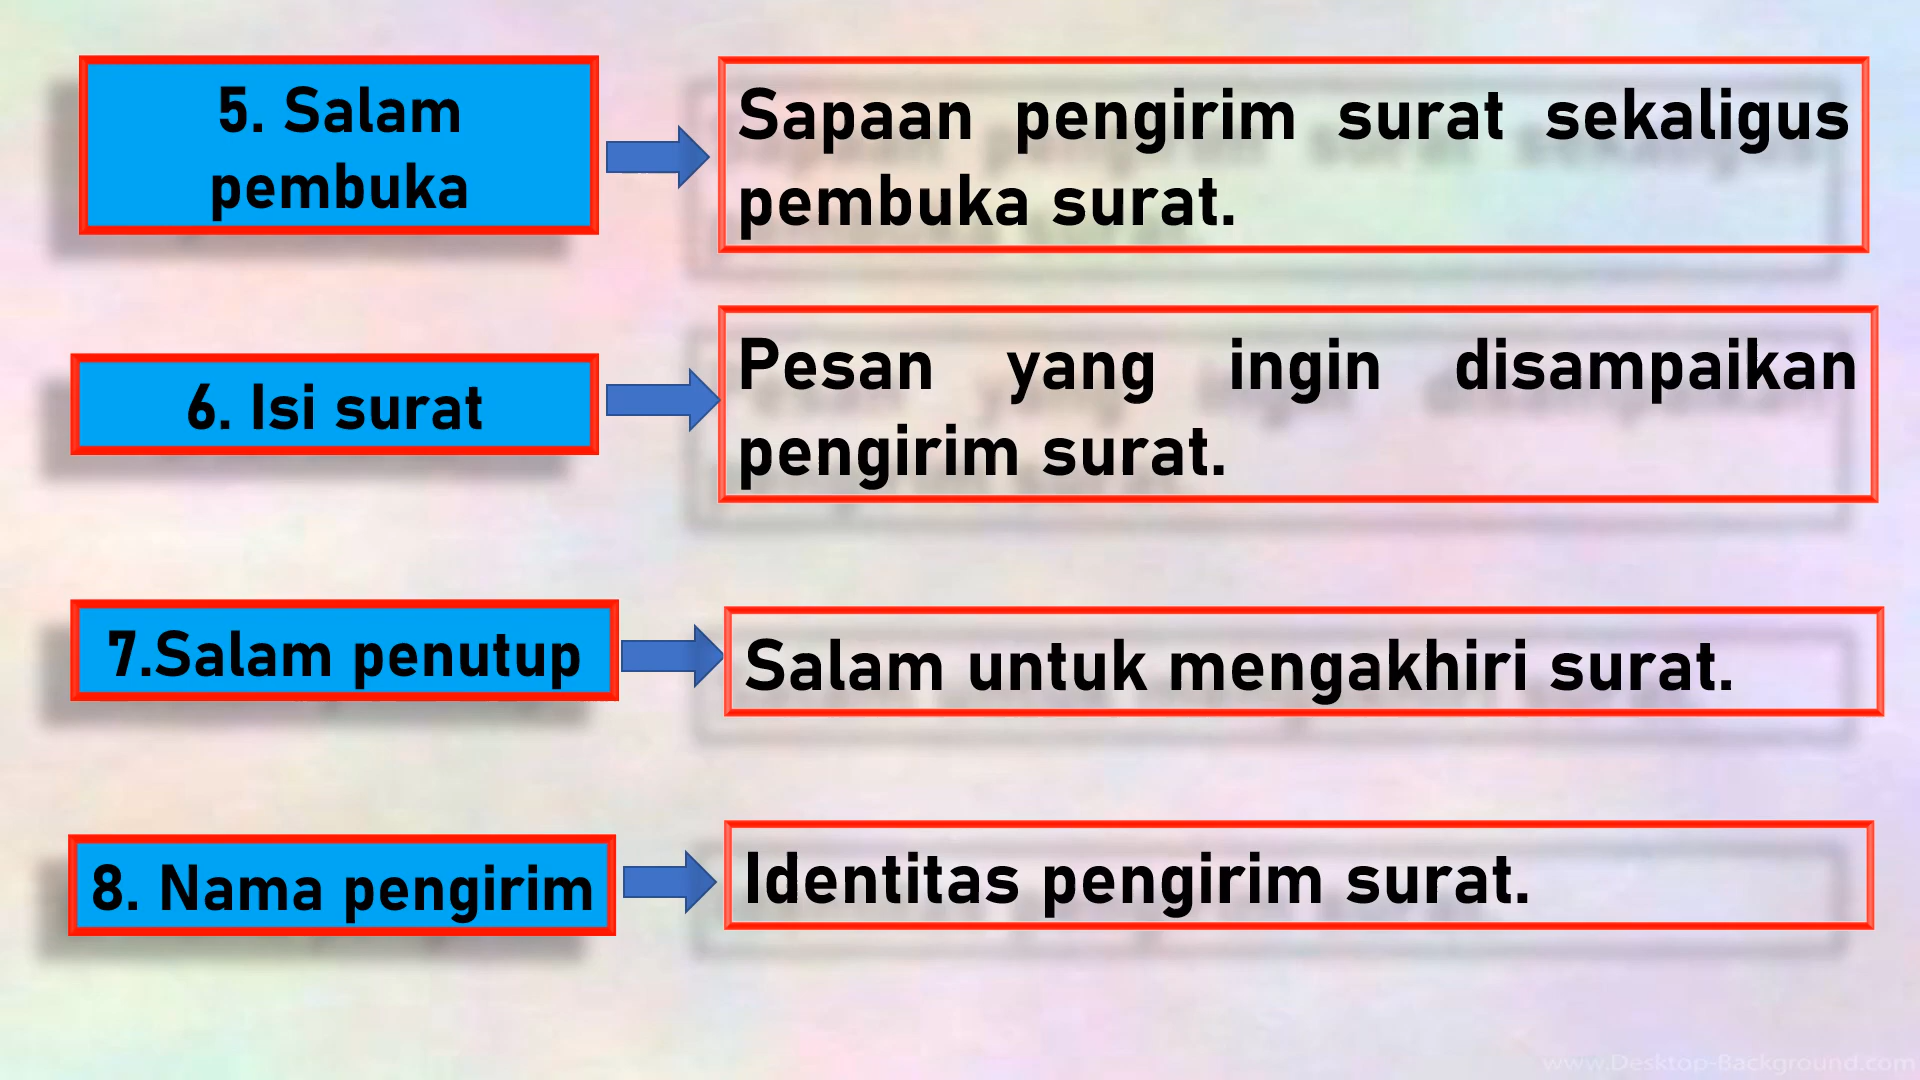 5. Salam
pembuka
Sapaan pengirim surat sekaligus
pembuka surat.
6. Isi surat
Pesan yang ingin disampaikan
pengirim surat.
7.Salam penutup
Salam untuk mengakhiri surat.
8. Nama pengirim
Identitas pengirim surat.
www.Desktop-Background.com